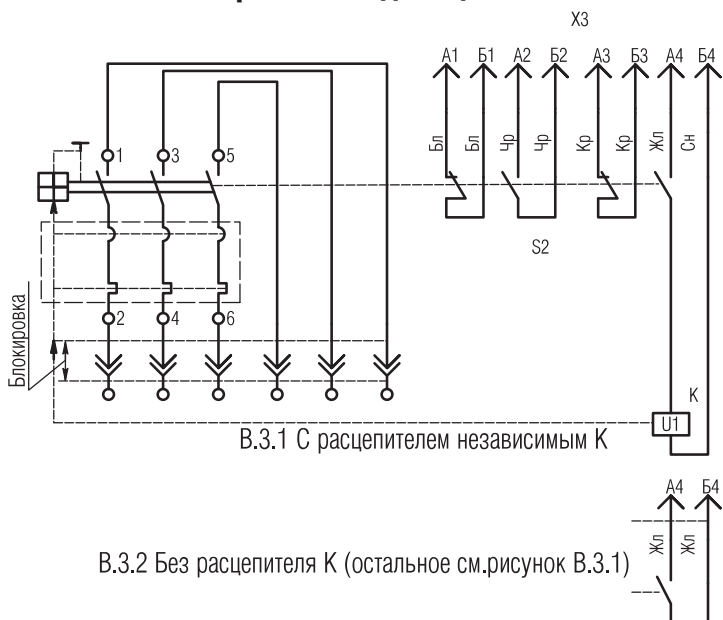 X3
А1 Б1 А2 Б2 А3 Б3 А4 Б4
Бл Бл Чр Чр Кр Кр Жл Сн
1 3 5
S2
2 4 6
Блокировка
К
U1
В.3.1 С расцепителем независимым К
А4 Б4
Жл Жл
В.3.2 Без расцепителя К (остальное см.рисунок В.3.1)